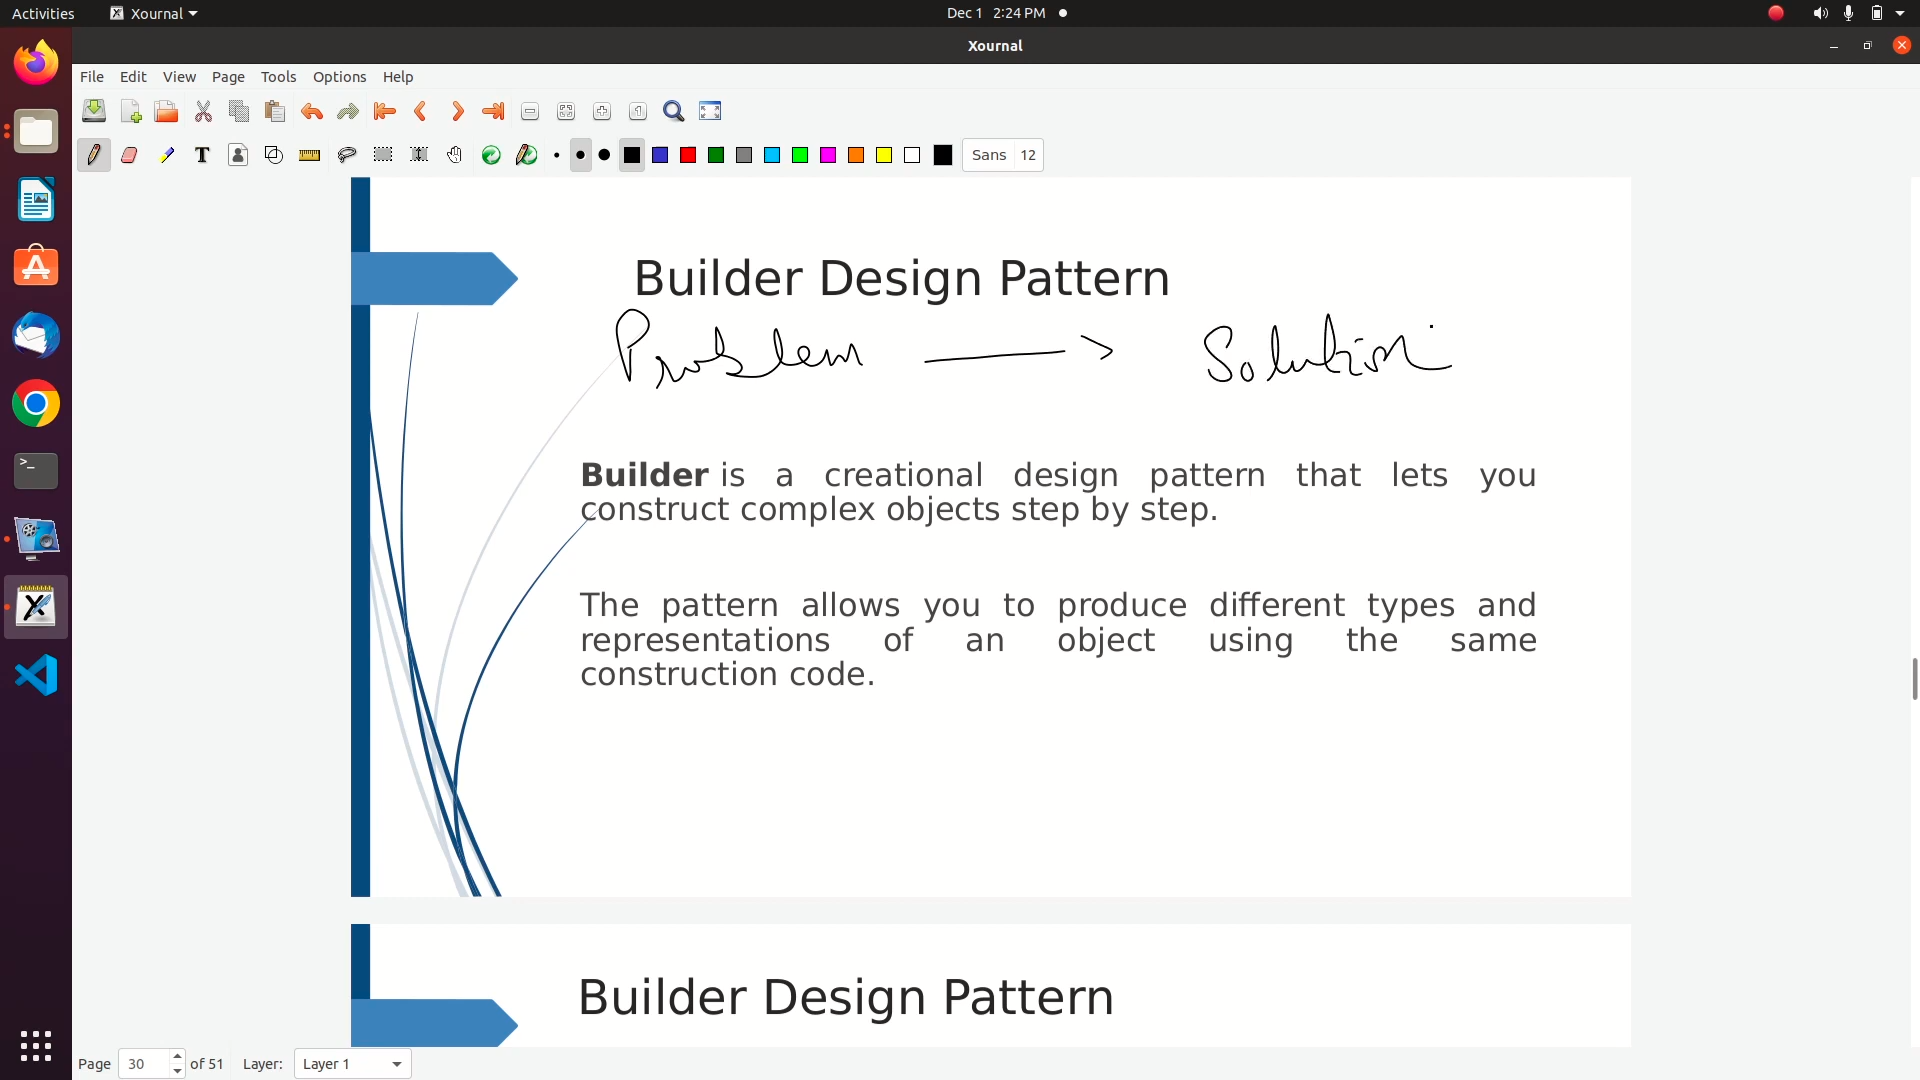 Activities Xournal Dec 1 2:24 PM
Xournal
File Edit View Page Tools Options Help
T Sans 12
Builder Design Pattern
Problem → Solution
Builder is a creational design pattern that lets you
construct complex objects step by step.
The pattern allows you to produce different types and
representations of an object using the same
construction code.
Builder Design Pattern
Page 30 of 51 Layer: Layer 1